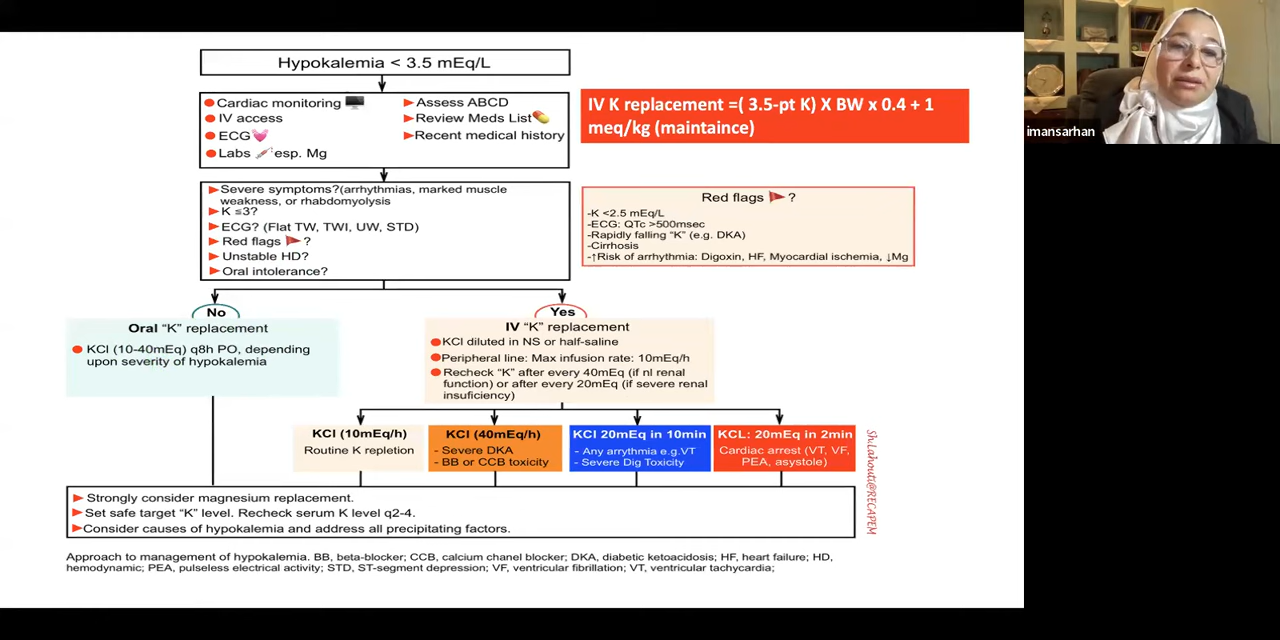 Hypokalemia < 3.5 mEq/L
Cardiac monitoring
IV access
ECG
Labs esp. Mg
Assess ABCD
Review Meds List
Recent medical history
IV K replacement =( 3.5-pt K) X BW x 0.4 + 1
meq/kg (maintaince)
imansarhan
Severe symptoms?(arrhythmias, marked muscle
weakness, or rhabdomyolysis
K ≤3?
ECG? (Flat TW, TWI, UW, STD)
Red flags ?
Unstable HD?
Oral intolerance?
Red flags ?
-K <2.5 mEq/L
-ECG: QTc >500msec
-Rapidly falling “K” (e.g. DKA)
-Cirrhosis
-↑Risk of arrhythmia: Digoxin, HF, Myocardial ischemia, ↓Mg
No
Oral “K” replacement
KCl (10-40mEq) q8h PO, depending
upon severity of hypokalemia
Yes
IV “K” replacement
KCl diluted in NS or half-saline
Peripheral line: Max infusion rate: 10mEq/h
Recheck “K” after every 40mEq (if nl renal
function) or after every 20mEq (if severe renal
insuficiency)
KCl (10mEq/h)
Routine K repletion
KCl (40mEq/h)
- Severe DKA
- BB or CCB toxicity
KCl 20mEq in 10min
- Any arrythmia e.g.VT
- Severe Dig Toxicity
KCL: 20mEq in 2min
Cardiac arrest (VT, VF,
PEA, asystole)
Sh.Lahouti@RECAPEM
Strongly consider magnesium replacement.
Set safe target “K” level. Recheck serum K level q2-4.
Consider causes of hypokalemia and address all precipitating factors.
Approach to management of hypokalemia. BB, beta-blocker; CCB, calcium chanel blocker; DKA, diabetic ketoacidosis; HF, heart failure; HD,
hemodynamic; PEA, pulseless electrical activity; STD, ST-segment depression; VF, ventricular fibrillation; VT, ventricular tachycardia;